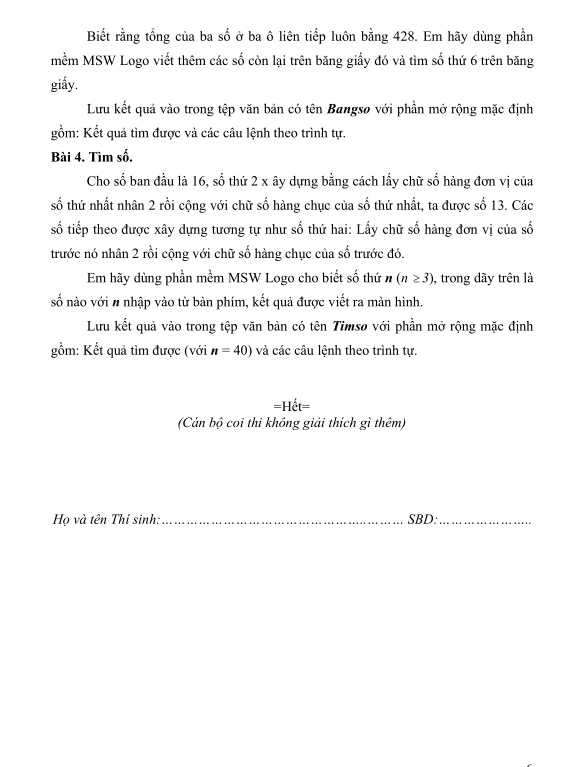 Biết rằng tổng của ba số ở ba ô liên tiếp luôn bằng 428. Em hãy dùng phần
mềm MSW Logo viết thêm các số còn lại trên băng giấy đó và tìm số thứ 6 trên băng
giấy.
Lưu kết quả vào trong tệp văn bản có tên Bangso với phần mở rộng mặc định
gồm: Kết quả tìm được và các câu lệnh theo trình tự.
Bài 4. Tìm số.
Cho số ban đầu là 16, số thứ 2 x ây dựng bằng cách lấy chữ số hàng đơn vị của
số thứ nhất nhân 2 rồi cộng với chữ số hàng chục của số thứ nhất, ta được số 13. Các
số tiếp theo được xây dựng tương tự như số thứ hai: Lấy chữ số hàng đơn vị của số
trước nó nhân 2 rồi cộng với chữ số hàng chục của số trước đó.
Em hãy dùng phần mềm MSW Logo cho biết số thứ n (n ≥ 3), trong dãy trên là
số nào với n nhập vào từ bàn phím, kết quả được viết ra màn hình.
Lưu kết quả vào trong tệp văn bản có tên Timso với phần mở rộng mặc định
gồm: Kết quả tìm được (với n = 40) và các câu lệnh theo trình tự.
=Hết=
(Cán bộ coi thi không giải thích gì thêm)
Họ và tên Thí sinh:……………………………………….……… SBD:…………………..